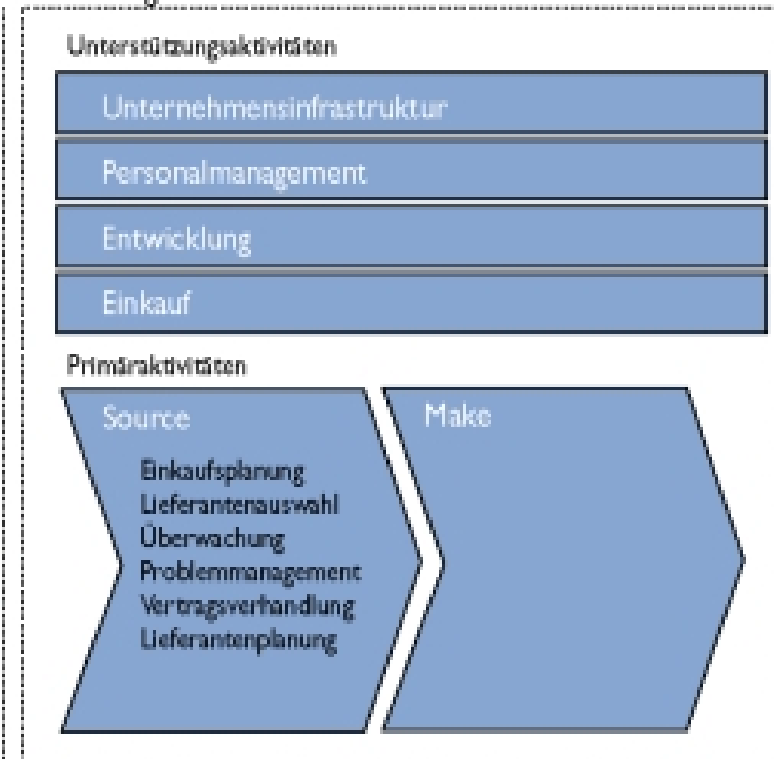 Unterstützungsaktivitäten
Unternehmensinfrastruktur
Personalmanagement
Entwicklung
Einkauf
Primäraktivitäten
Source
Einkaufsplanung
Lieferantenauswahl
Überwachung
Problemmanagement
Vertragsverhandlung
Lieferantenplanung
Make